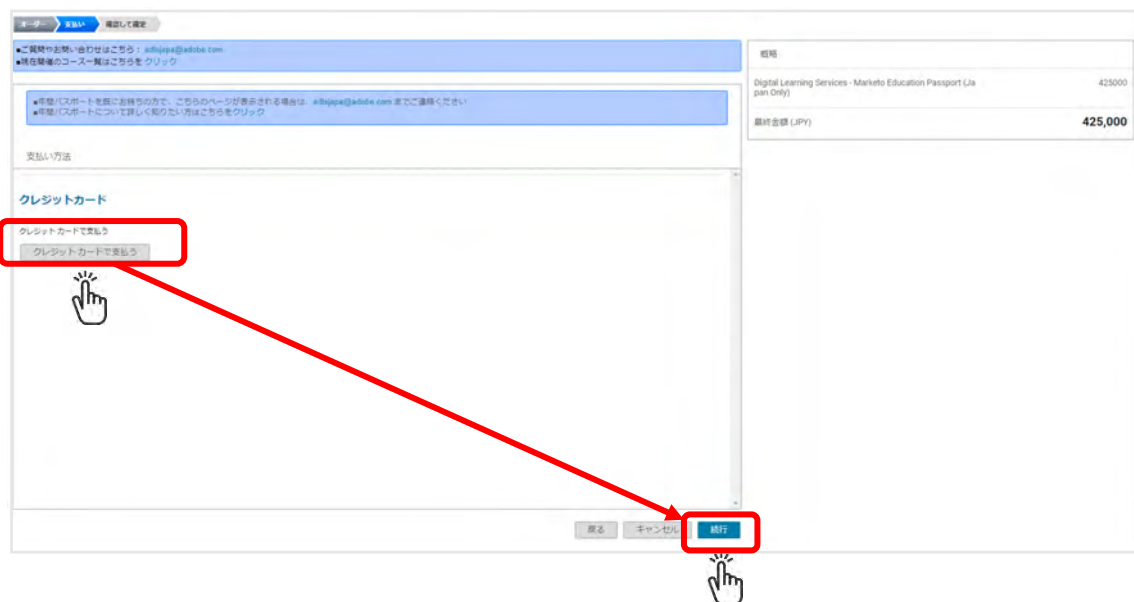 オーダー 支払い 確認して確定
■ご質問やお問い合わせはこちら： adlsjapa@adobe.com
■現在開催のコース一覧はこちらを クリック
■年間パスポートを既にお持ちの方で、こちらのページが表示される場合は、adlsjapa@adobe.com までご連絡ください
■年間パスポートについて詳しく知りたい方はこちらをクリック
支払い方法
クレジットカード
クレジット カードで支払う
クレジット カードで支払う
戻る キャンセル 続行
概略
Digital Learning Services - Marketo Education Passport (Ja
pan Only) 425000
最終金額 (JPY) 425,000